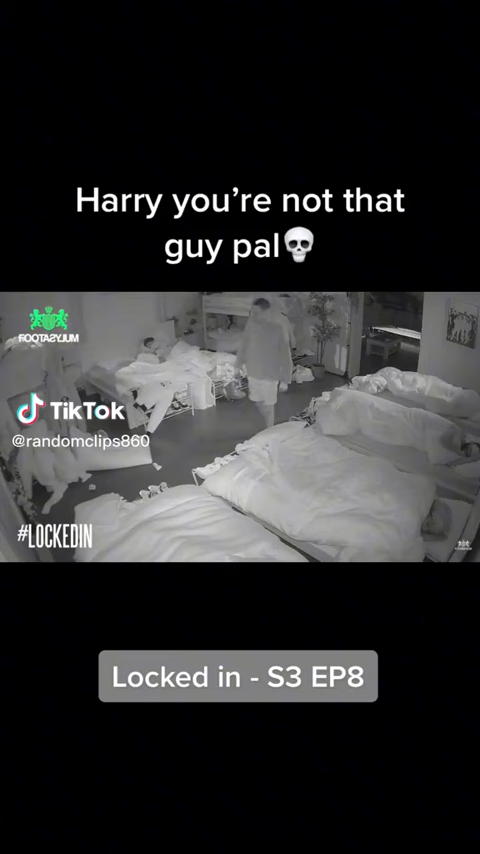 Harry you’re not that
guy pal💀
FOOTASYLUM
TikTok
@randomclips860
#LOCKEDIN
Locked in - S3 EP8